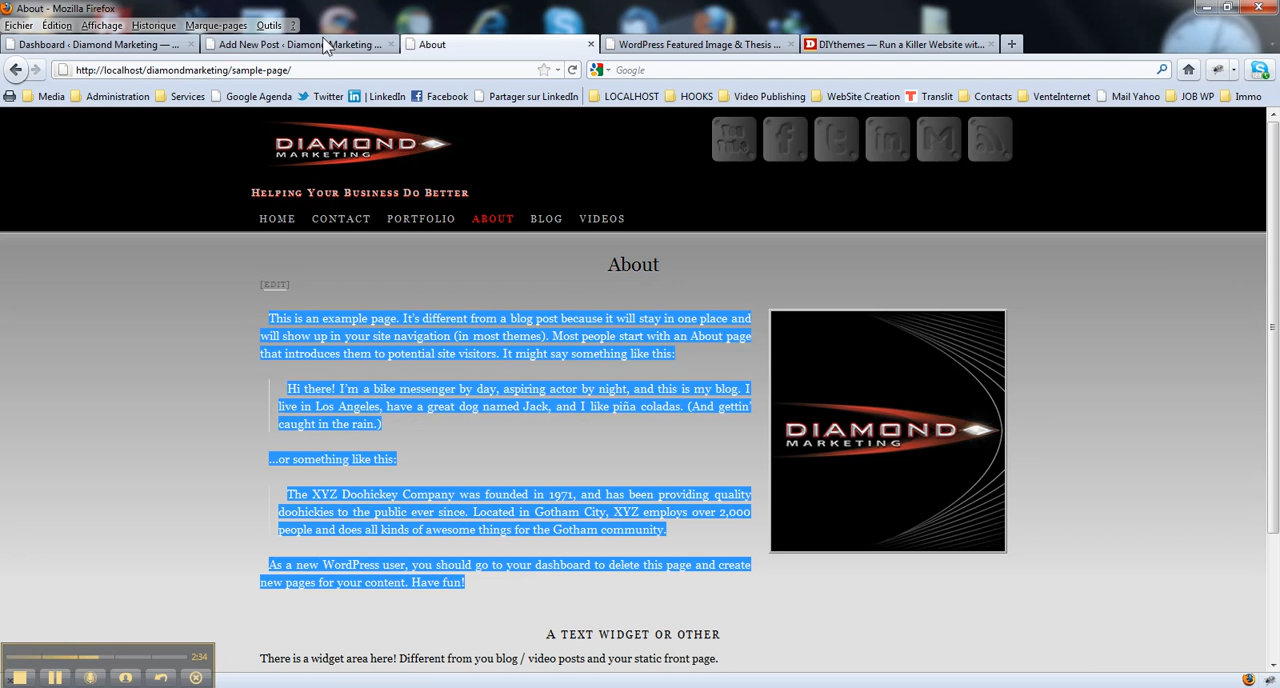 About - Mozilla Firefox
Fichier Édition Affichage Historique Marque-pages Outils ?
Dashboard ‹ Diamond Marketing — ... Add New Post ‹ Diamond Marketing ... About WordPress Featured Image & Thesis ... DIYthemes — Run a Killer Website wit...
http://localhost/diamondmarketing/sample-page/ Google
Media Administration Services Google Agenda Twitter LinkedIn Facebook Partager sur LinkedIn LOCALHOST HOOKS Video Publishing WebSite Creation Translit Contacts VenteInternet Mail Yahoo JOB WP Immo
DIAMOND
MARKETING
Helping Your Business Do Better
HOME CONTACT PORTFOLIO ABOUT BLOG VIDEOS
About
[EDIT]
This is an example page. It's different from a blog post because it will stay in one place and
will show up in your site navigation (in most themes). Most people start with an About page
that introduces them to potential site visitors. It might say something like this:
Hi there! I'm a bike messenger by day, aspiring actor by night, and this is my blog. I
live in Los Angeles, have a great dog named Jack, and I like piña coladas. (And gettin'
caught in the rain.)
...or something like this:
The XYZ Doohickey Company was founded in 1971, and has been providing quality
doohickies to the public ever since. Located in Gotham City, XYZ employs over 2,000
people and does all kinds of awesome things for the Gotham community.
As a new WordPress user, you should go to your dashboard to delete this page and create
new pages for your content. Have fun!
DIAMOND
MARKETING
A TEXT WIDGET OR OTHER
There is a widget area here! Different from you blog / video posts and your static front page.
2:34